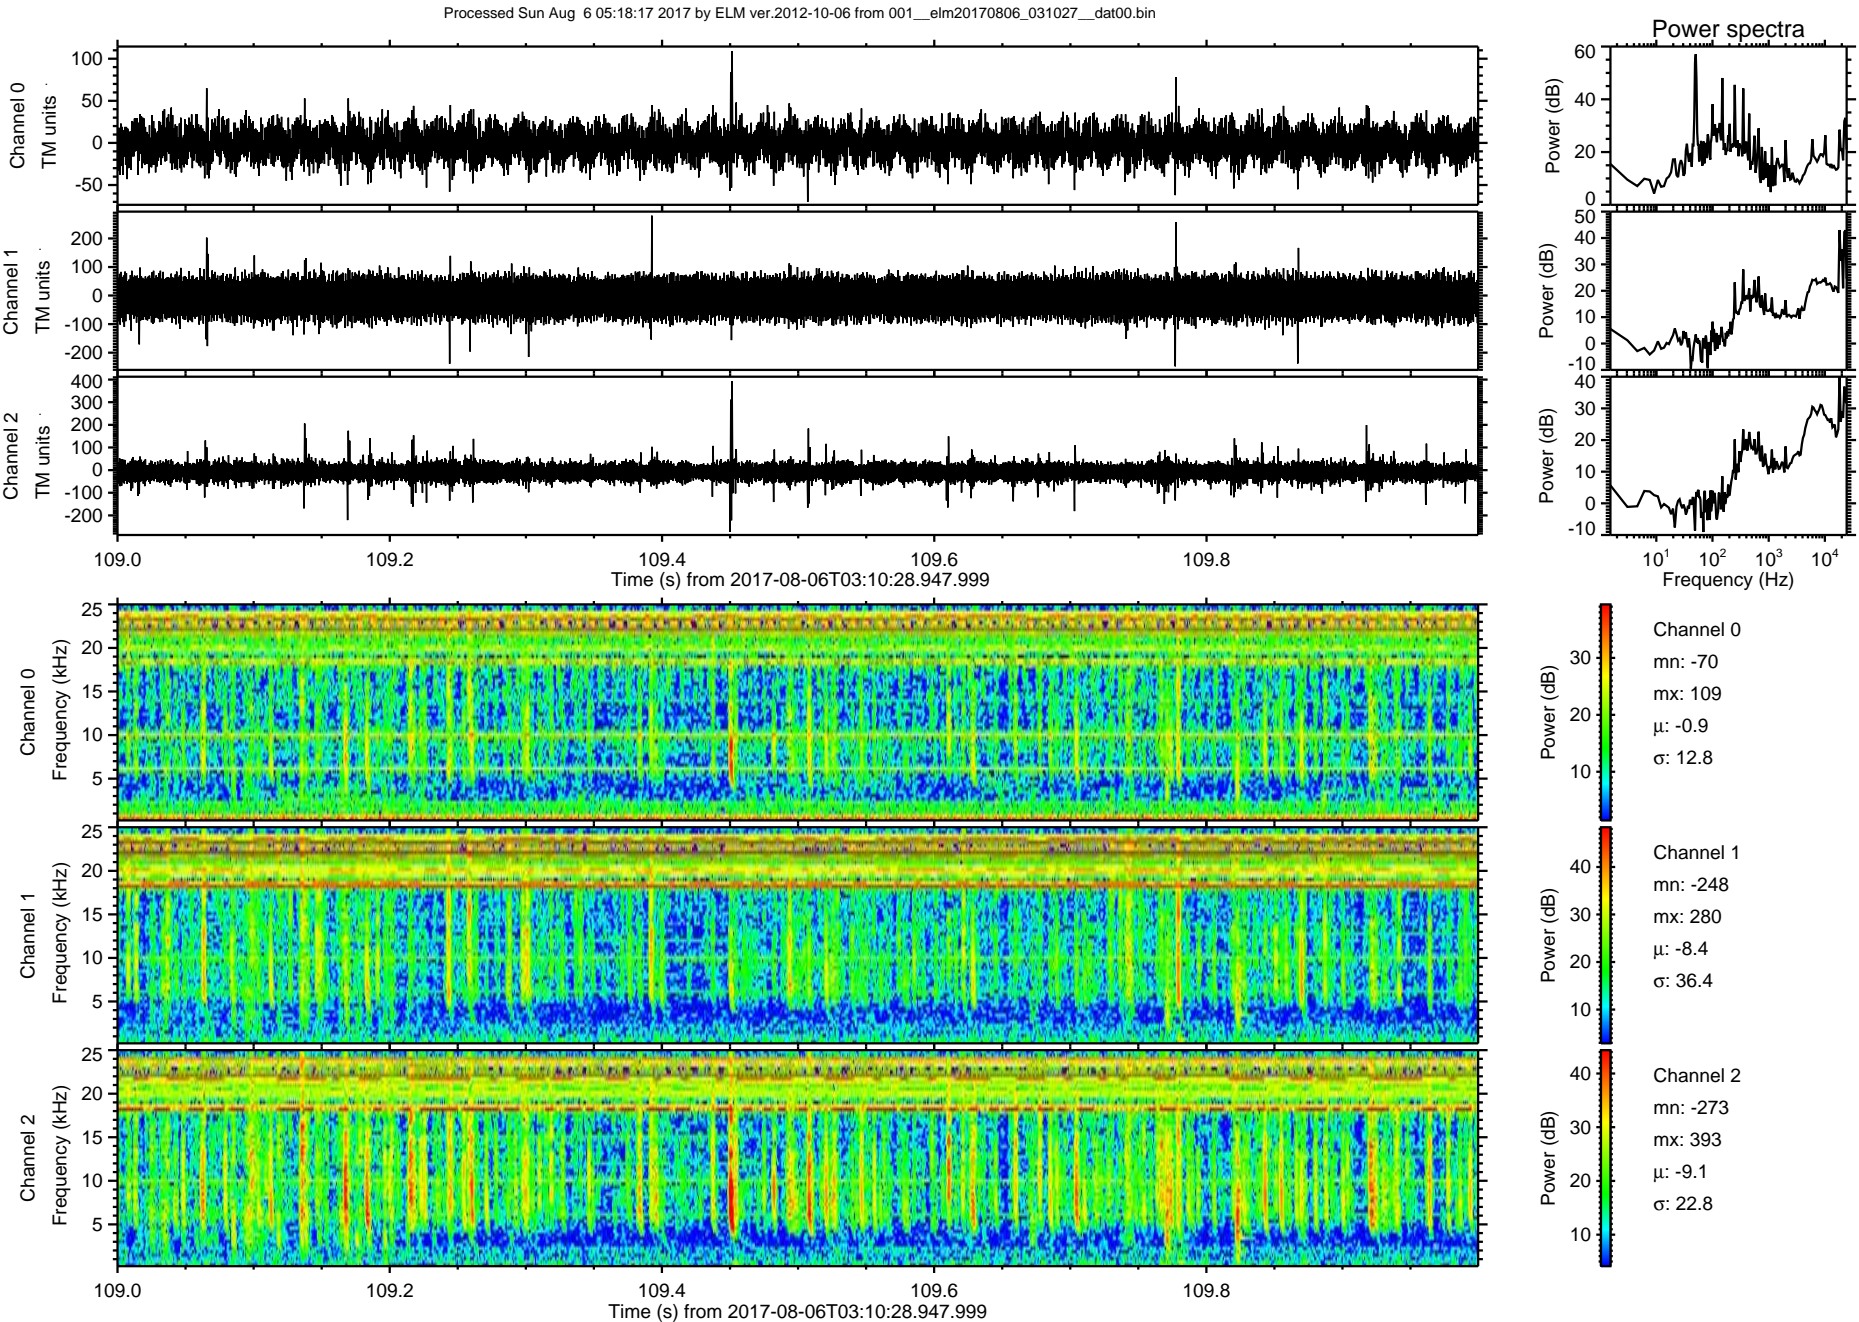 Processed Sun Aug  6 05:18:17 2017 by ELM ver.2012-10-06 from 001__elm20170806_031027__dat00.bin
Power spectra
Channel 0
TM units
100
50
0
-50
Power (dB)
60
40
20
0
Channel 1
TM units
200
100
0
-100
-200
Power (dB)
50
40
30
20
10
0
-10
Channel 2
TM units
400
300
200
100
0
-100
-200
Power (dB)
40
30
20
10
0
-10
109.0 109.2 109.4 109.6 109.8
Time (s) from 2017-08-06T03:10:28.947.999
10^1 10^2 10^3 10^4
Frequency (Hz)
Channel 0
Frequency (kHz)
25
20
15
10
5
Power (dB)
30
20
10
Channel 0
mn: -70
mx: 109
μ: -0.9
σ: 12.8
Channel 1
Frequency (kHz)
25
20
15
10
5
Power (dB)
40
30
20
10
Channel 1
mn: -248
mx: 280
μ: -8.4
σ: 36.4
Channel 2
Frequency (kHz)
25
20
15
10
5
Power (dB)
40
30
20
10
Channel 2
mn: -273
mx: 393
μ: -9.1
σ: 22.8
109.0 109.2 109.4 109.6 109.8
Time (s) from 2017-08-06T03:10:28.947.999